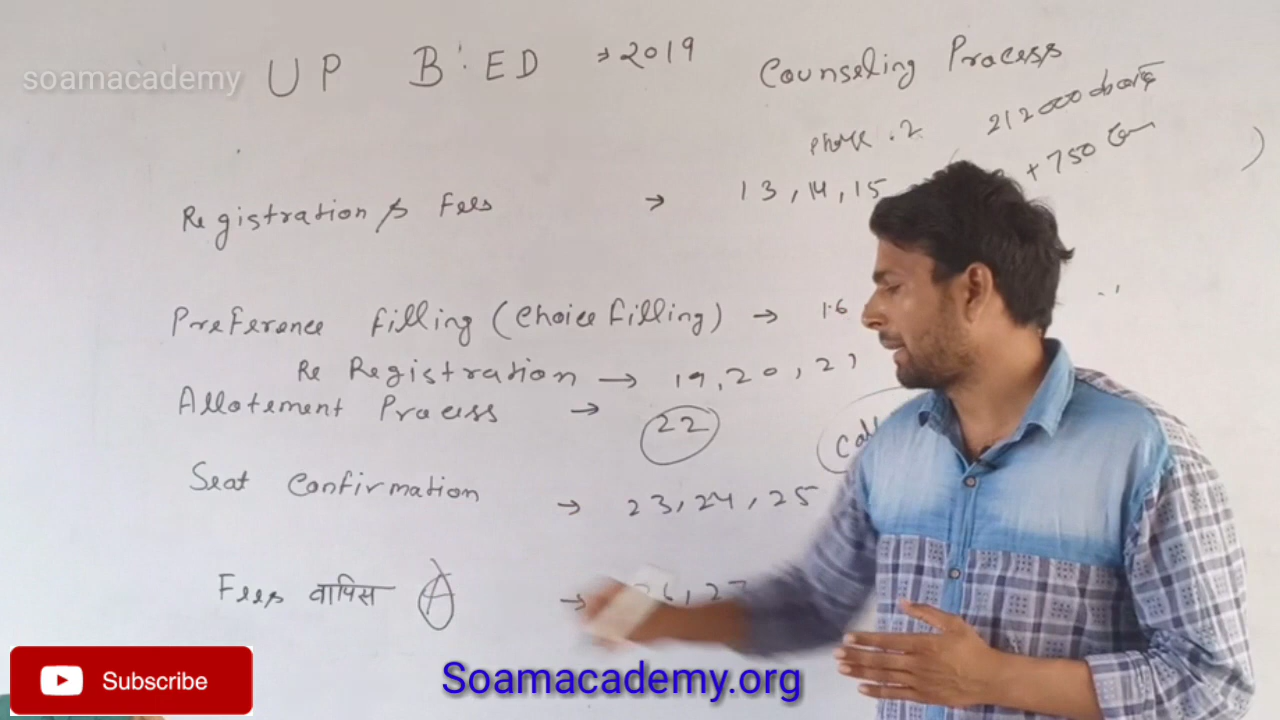 soamacademy
UP B.ED → 2019 Counseling Process
212000
Phase . 2 + 750
Registration & Fees → 13, 14, 15
Preference filling (choice filling) → 16
Re Registration → 19, 20, 21
Allotement Process → 22
Seat Confirmation → 23, 24, 25
Fees वापिस A → 26, 27
Subscribe
Soamacademy.org